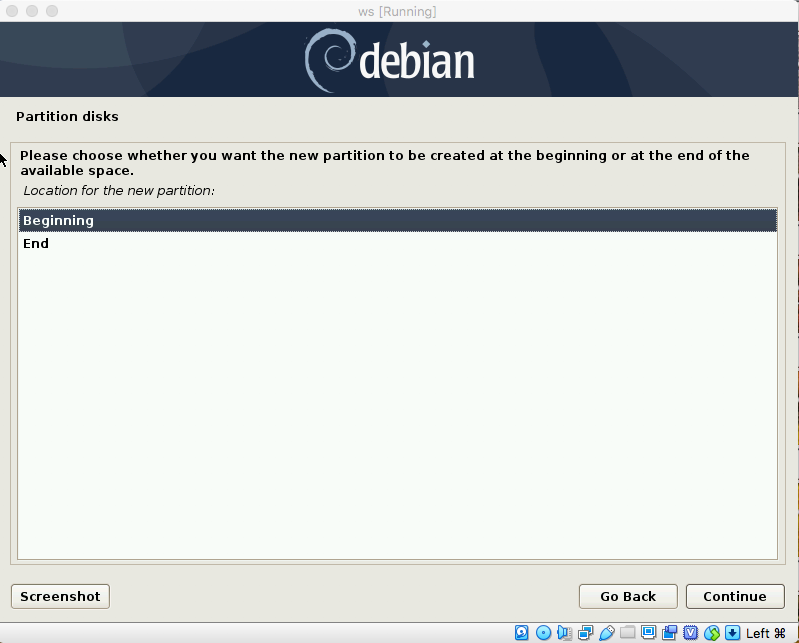 ws [Running]
debian
Partition disks
Please choose whether you want the new partition to be created at the beginning or at the end of the
available space.
Location for the new partition:
Beginning
End
Screenshot
Go Back
Continue
Left ⌘